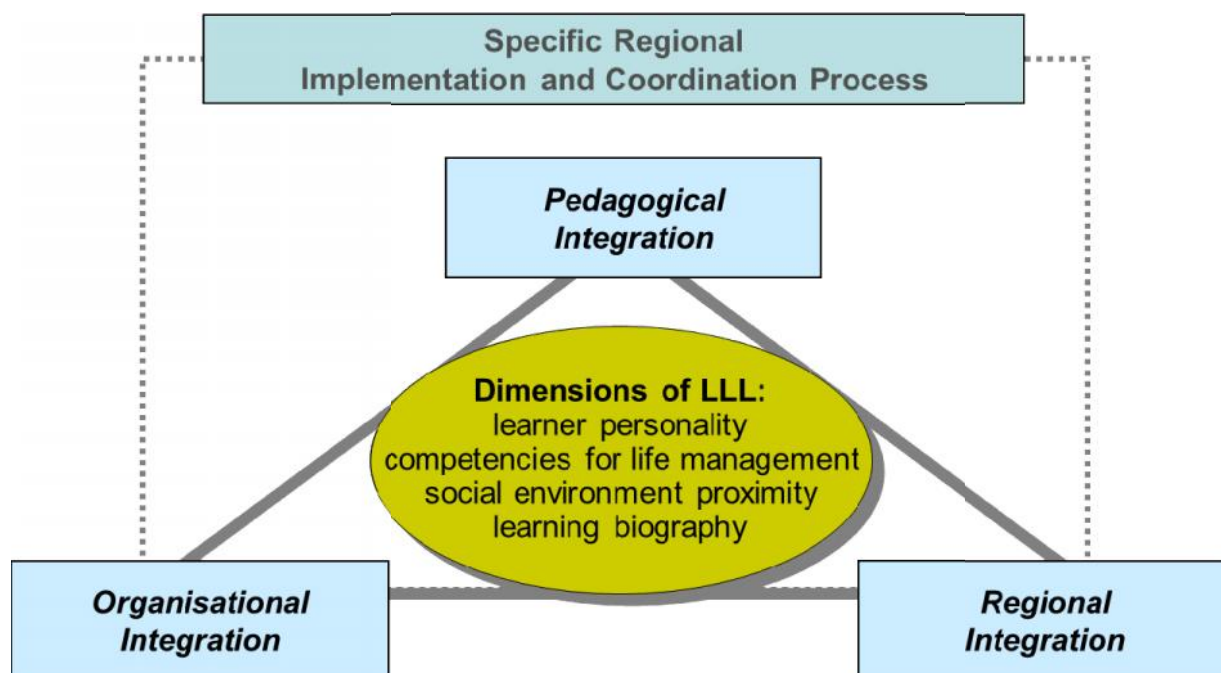 Specific Regional
Implementation and Coordination Process
Pedagogical
Integration
Dimensions of LLL:
learner personality
competencies for life management
social environment proximity
learning biography
Organisational
Integration
Regional
Integration